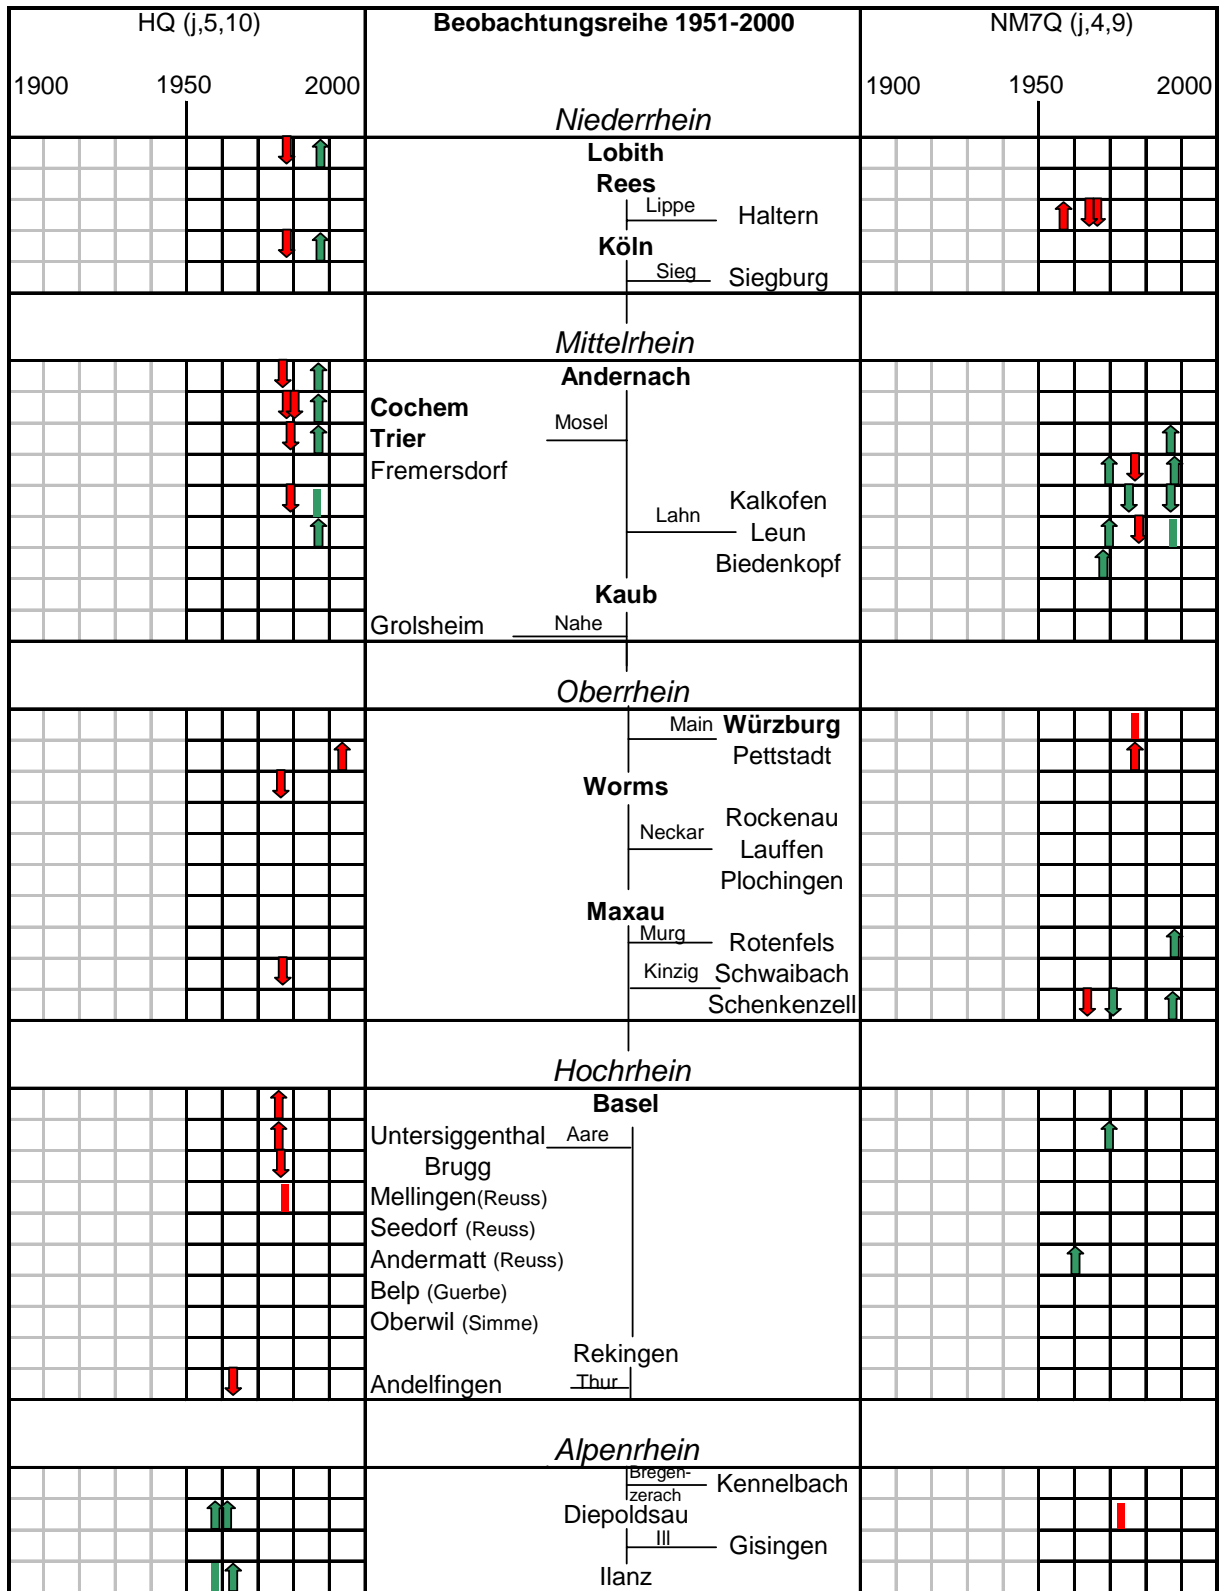 HQ (j,5,10) Beobachtungsreihe 1951-2000 NM7Q (j,4,9)
1900 1950 2000 1900 1950 2000
Niederrhein
Lobith
Rees
Lippe Haltern
Köln
Sieg Siegburg
Mittelrhein
Andernach
Cochem
Mosel
Trier
Fremersdorf
Kalkofen
Lahn Leun
Biedenkopf
Kaub
Grolsheim Nahe
Oberrhein
Main Würzburg
Pettstadt
Worms
Rockenau
Neckar Lauffen
Plochingen
Maxau
Murg Rotenfels
Kinzig Schwaibach
Schenkenzell
Hochrhein
Basel
Untersiggenthal Aare
Brugg
Mellingen(Reuss)
Seedorf (Reuss)
Andermatt (Reuss)
Belp (Guerbe)
Oberwil (Simme)
Rekingen
Andelfingen Thur
Alpenrhein
Bregen-
zerach Kennelbach
Diepoldsau
Ill Gisingen
Ilanz